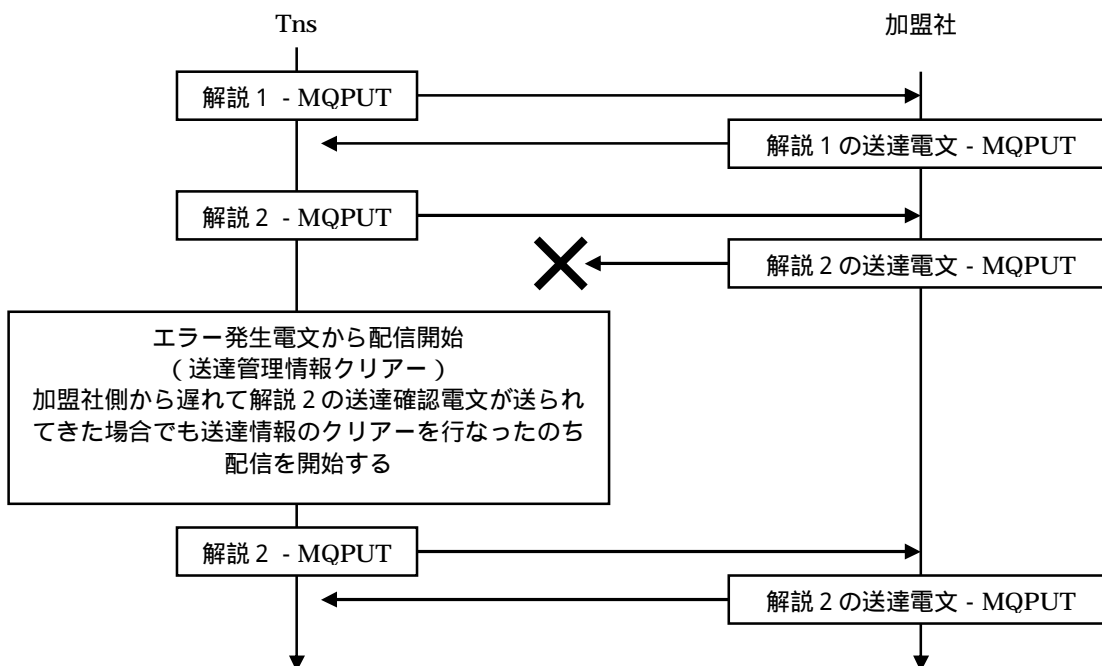 Tns
加盟社
解説１ - MQPUT
解説１の送達電文 - MQPUT
解説２ - MQPUT
解説２の送達電文 - MQPUT
エラー発生電文から配信開始
（送達管理情報クリアー）
加盟社側から遅れて解説２の送達確認電文が送られ
てきた場合でも送達情報のクリアーを行なったのち
配信を開始する
解説２ - MQPUT
解説２の送達電文 - MQPUT